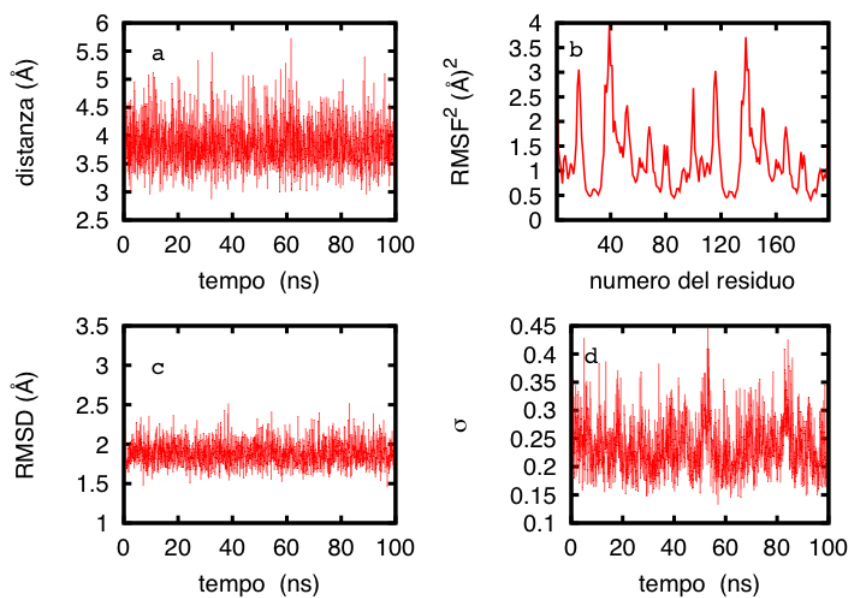 a
distanza (Å)
6
5.5
5
4.5
4
3.5
3
2.5
0 20 40 60 80 100
tempo (ns)
b
RMSF² (Å)²
4
3.5
3
2.5
2
1.5
1
0.5
0
40 80 120 160
numero del residuo
c
RMSD (Å)
3.5
3
2.5
2
1.5
1
0 20 40 60 80 100
tempo (ns)
d
σ
0.45
0.4
0.35
0.3
0.25
0.2
0.15
0.1
0 20 40 60 80 100
tempo (ns)